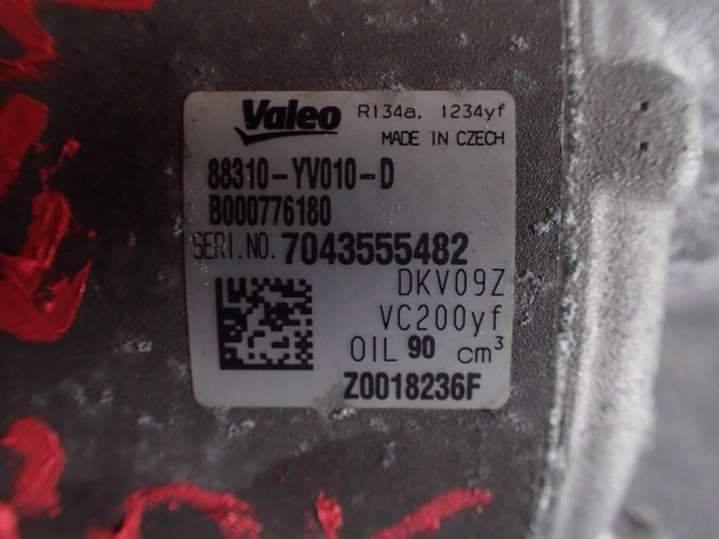 Valeo R134a, 1234yf
MADE IN CZECH
88310-YV010-D
B000776180
SERI.NO. 7043555482
DKV09Z
VC200yf
OIL 90 cm³
Z0018236F